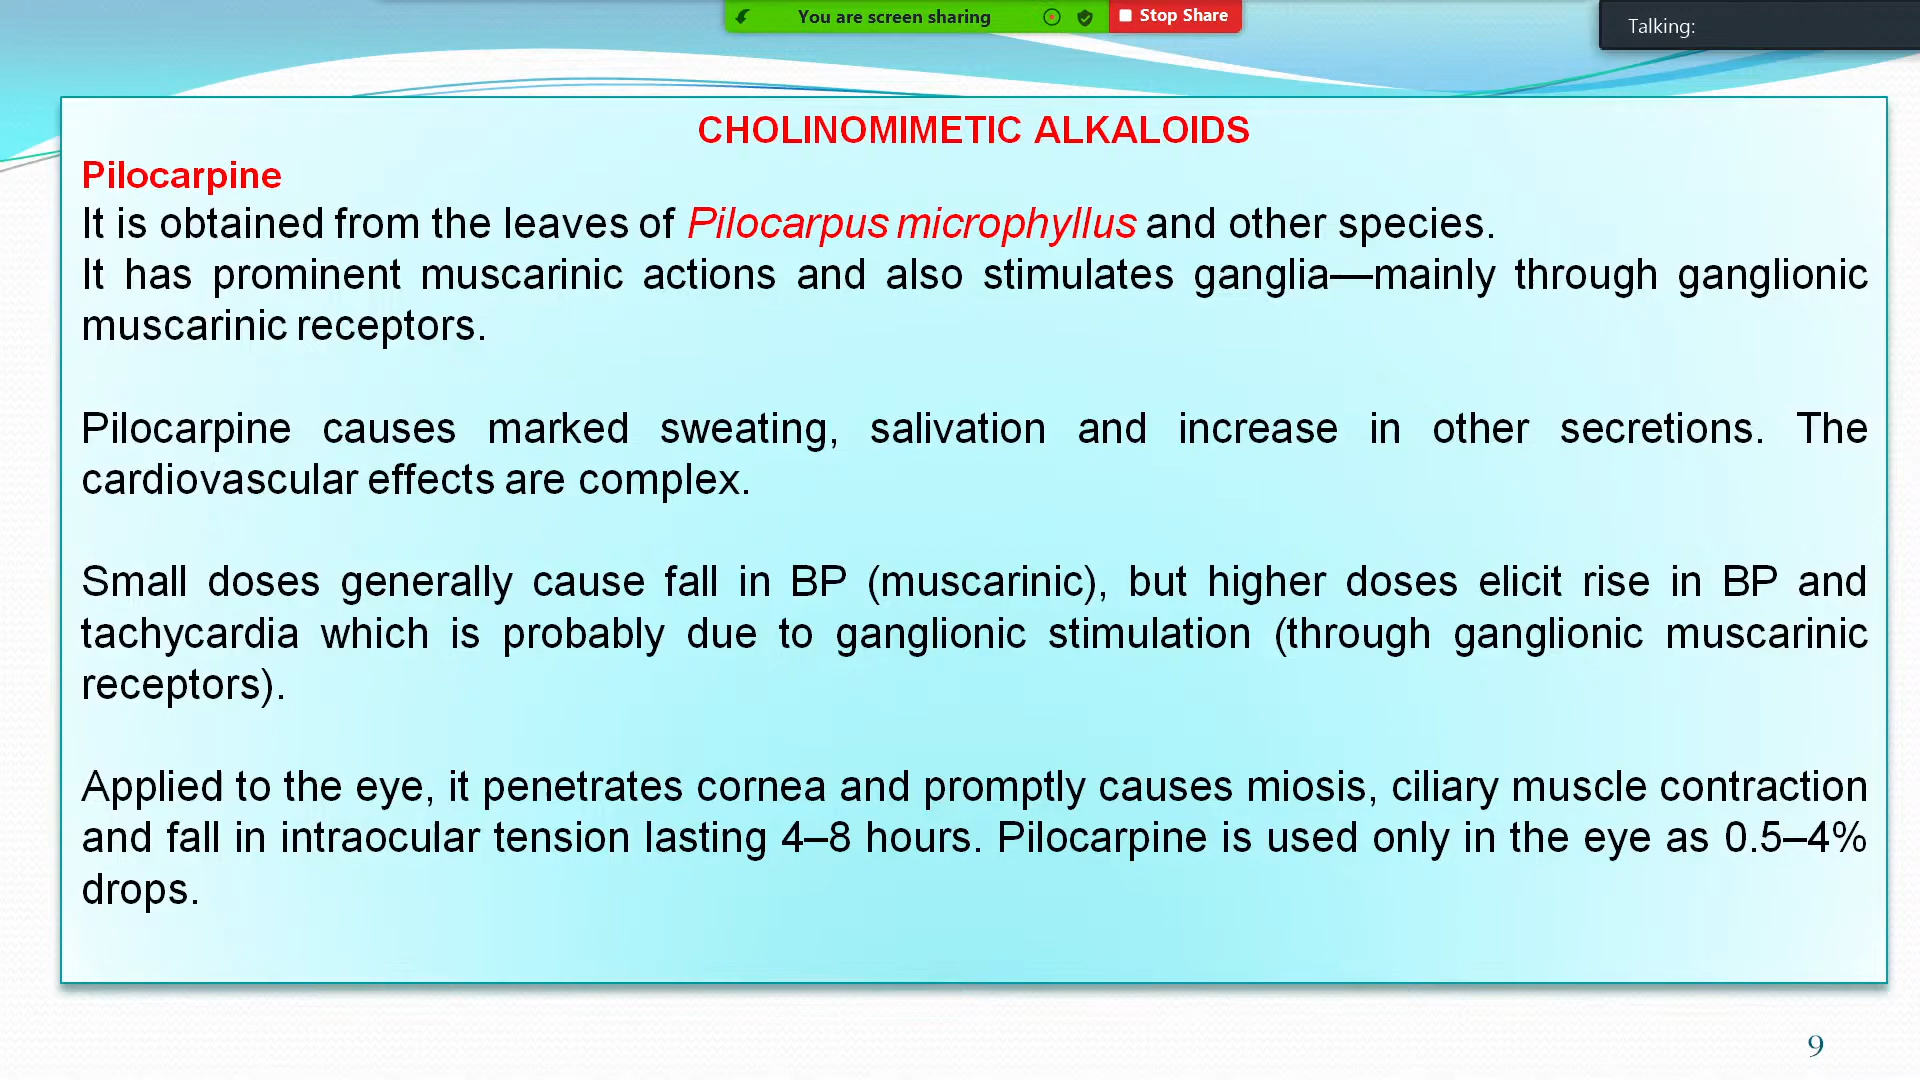 You are screen sharing
Stop Share
Talking:
CHOLINOMIMETIC ALKALOIDS
Pilocarpine
It is obtained from the leaves of Pilocarpus microphyllus and other species.
It has prominent muscarinic actions and also stimulates ganglia—mainly through ganglionic
muscarinic receptors.
Pilocarpine causes marked sweating, salivation and increase in other secretions. The
cardiovascular effects are complex.
Small doses generally cause fall in BP (muscarinic), but higher doses elicit rise in BP and
tachycardia which is probably due to ganglionic stimulation (through ganglionic muscarinic
receptors).
Applied to the eye, it penetrates cornea and promptly causes miosis, ciliary muscle contraction
and fall in intraocular tension lasting 4–8 hours. Pilocarpine is used only in the eye as 0.5–4%
drops.
9